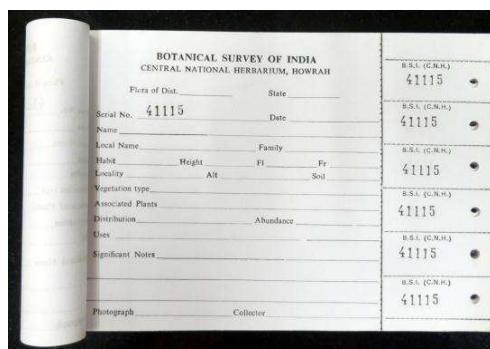 BOTANICAL SURVEY OF INDIA
CENTRAL NATIONAL HERBARIUM, HOWRAH
Flora of Dist. State
Serial No. 41115 Date
Name
Local Name Family
Habit Height Fl Fr
Locality Alt Soil
Vegetation type
Associated Plants
Distribution Abundance
Uses
Significant Notes
Photograph Collector
B.S.I. (C.N.H.)
41115
B.S.I. (C.N.H.)
41115
B.S.I. (C.N.H.)
41115
B.S.I. (C.N.H.)
41115
B.S.I. (C.N.H.)
41115
B.S.I. (C.N.H.)
41115